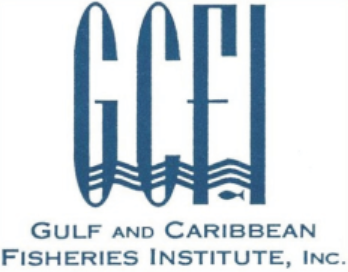 GCFI
GULF AND CARIBBEAN
FISHERIES INSTITUTE, INC.